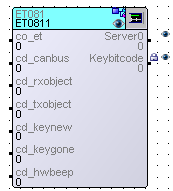 ET081
ET0811
co_et Server0
0 0
cd_canbus Keybitcode
0 0
cd_rxobject
0
cd_txobject
0
cd_keynew
0
cd_keygone
0
cd_hwbeep
0